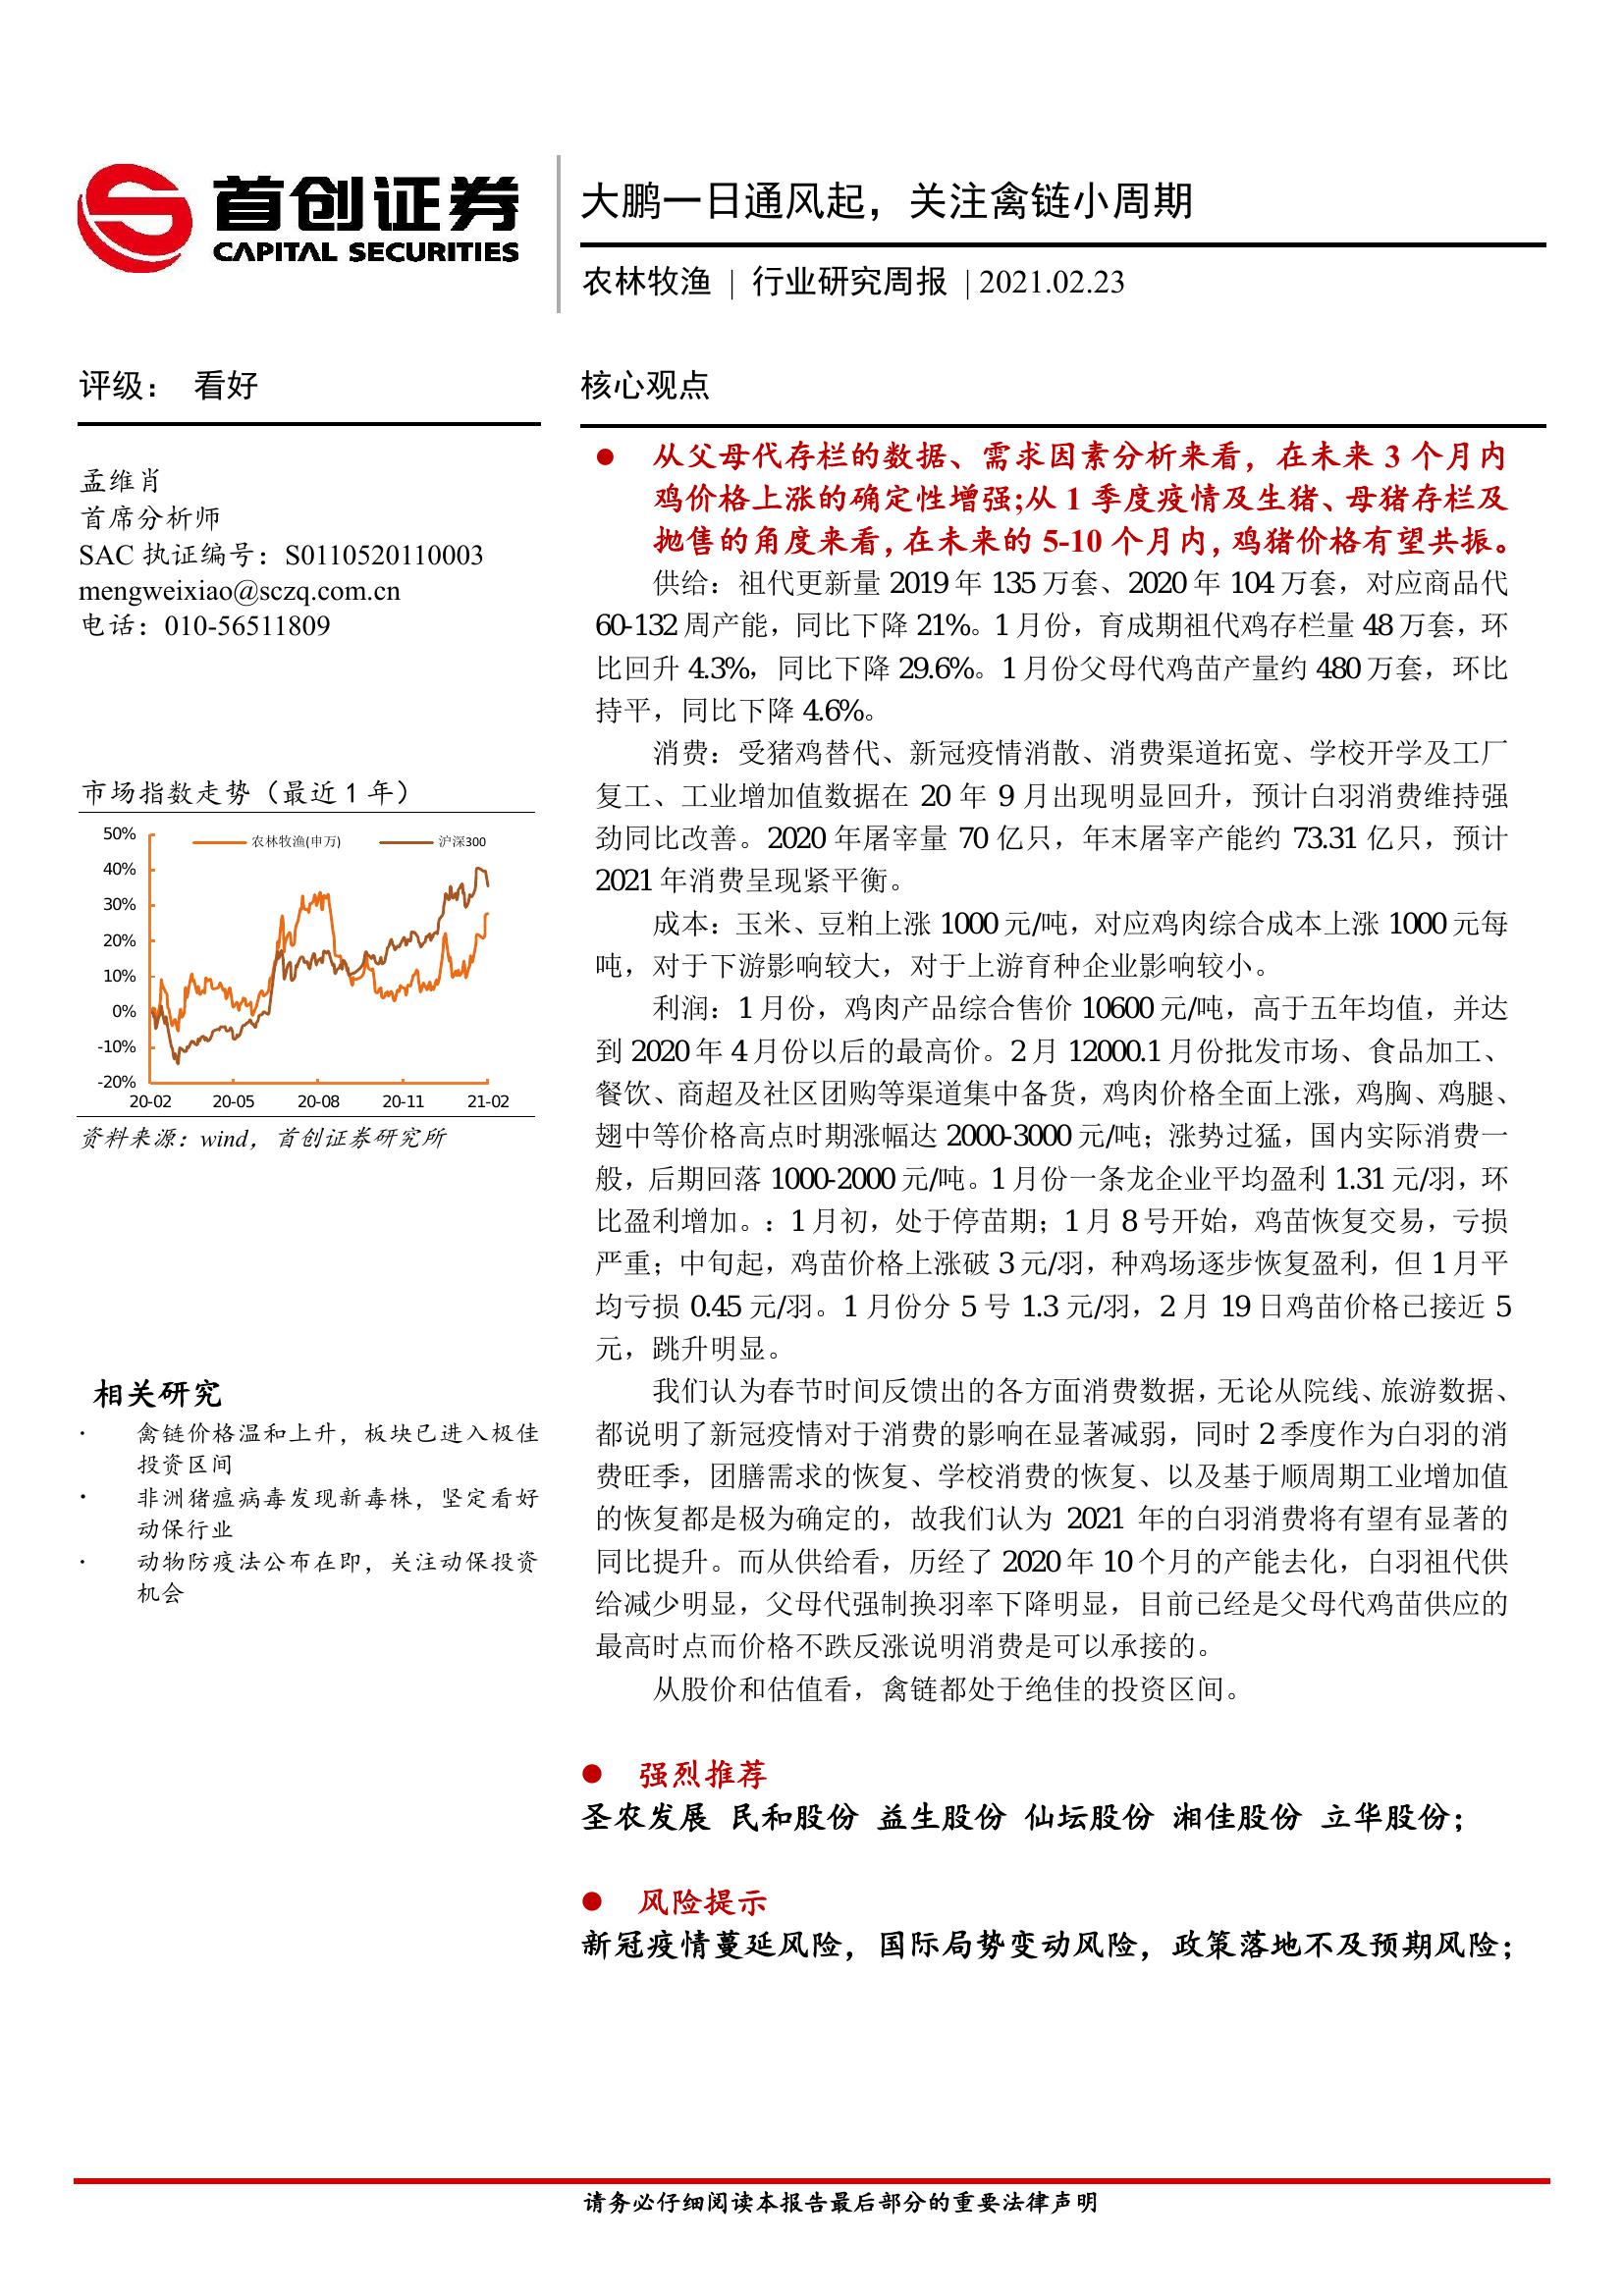 首创证券
CAPITAL SECURITIES
大鹏一日通风起，关注禽链小周期
农林牧渔 | 行业研究周报 | 2021.02.23
评级： 看好
孟维肖
首席分析师
SAC 执证编号：S0110520110003
mengweixiao@sczq.com.cn
电话：010-56511809
市场指数走势（最近 1 年）
农林牧渔(申万) 沪深300
50%
40%
30%
20%
10%
0%
-10%
-20%
20-02 20-05 20-08 20-11 21-02
资料来源：wind，首创证券研究所
相关研究
· 禽链价格温和上升，板块已进入极佳
投资区间
· 非洲猪瘟病毒发现新毒株，坚定看好
动保行业
· 动物防疫法公布在即，关注动保投资
机会
核心观点
● 从父母代存栏的数据、需求因素分析来看，在未来 3 个月内
鸡价格上涨的确定性增强;从 1 季度疫情及生猪、母猪存栏及
抛售的角度来看，在未来的 5-10 个月内，鸡猪价格有望共振。
供给：祖代更新量 2019 年 135 万套、2020 年 104 万套，对应商品代
60-132 周产能，同比下降 21%。1 月份，育成期祖代鸡存栏量 48 万套，环
比回升 4.3%，同比下降 29.6%。1 月份父母代鸡苗产量约 480 万套，环比
持平，同比下降 4.6%。
消费：受猪鸡替代、新冠疫情消散、消费渠道拓宽、学校开学及工厂
复工、工业增加值数据在 20 年 9 月出现明显回升，预计白羽消费维持强
劲同比改善。2020 年屠宰量 70 亿只，年末屠宰产能约 73.31 亿只，预计
2021 年消费呈现紧平衡。
成本：玉米、豆粕上涨 1000 元/吨，对应鸡肉综合成本上涨 1000 元每
吨，对于下游影响较大，对于上游育种企业影响较小。
利润：1 月份，鸡肉产品综合售价 10600 元/吨，高于五年均值，并达
到 2020 年 4 月份以后的最高价。2 月 12000.1 月份批发市场、食品加工、
餐饮、商超及社区团购等渠道集中备货，鸡肉价格全面上涨，鸡胸、鸡腿、
翅中等价格高点时期涨幅达 2000-3000 元/吨；涨势过猛，国内实际消费一
般，后期回落 1000-2000 元/吨。1 月份一条龙企业平均盈利 1.31 元/羽，环
比盈利增加。：1 月初，处于停苗期；1 月 8 号开始，鸡苗恢复交易，亏损
严重；中旬起，鸡苗价格上涨破 3 元/羽，种鸡场逐步恢复盈利，但 1 月平
均亏损 0.45 元/羽。1 月份分 5 号 1.3 元/羽，2 月 19 日鸡苗价格已接近 5
元，跳升明显。
我们认为春节时间反馈出的各方面消费数据，无论从院线、旅游数据、
都说明了新冠疫情对于消费的影响在显著减弱，同时 2 季度作为白羽的消
费旺季，团膳需求的恢复、学校消费的恢复、以及基于顺周期工业增加值
的恢复都是极为确定的，故我们认为 2021 年的白羽消费将有望有显著的
同比提升。而从供给看，历经了 2020 年 10 个月的产能去化，白羽祖代供
给减少明显，父母代强制换羽率下降明显，目前已经是父母代鸡苗供应的
最高时点而价格不跌反涨说明消费是可以承接的。
从股价和估值看，禽链都处于绝佳的投资区间。
● 强烈推荐
圣农发展 民和股份 益生股份 仙坛股份 湘佳股份 立华股份；
● 风险提示
新冠疫情蔓延风险，国际局势变动风险，政策落地不及预期风险；
请务必仔细阅读本报告最后部分的重要法律声明